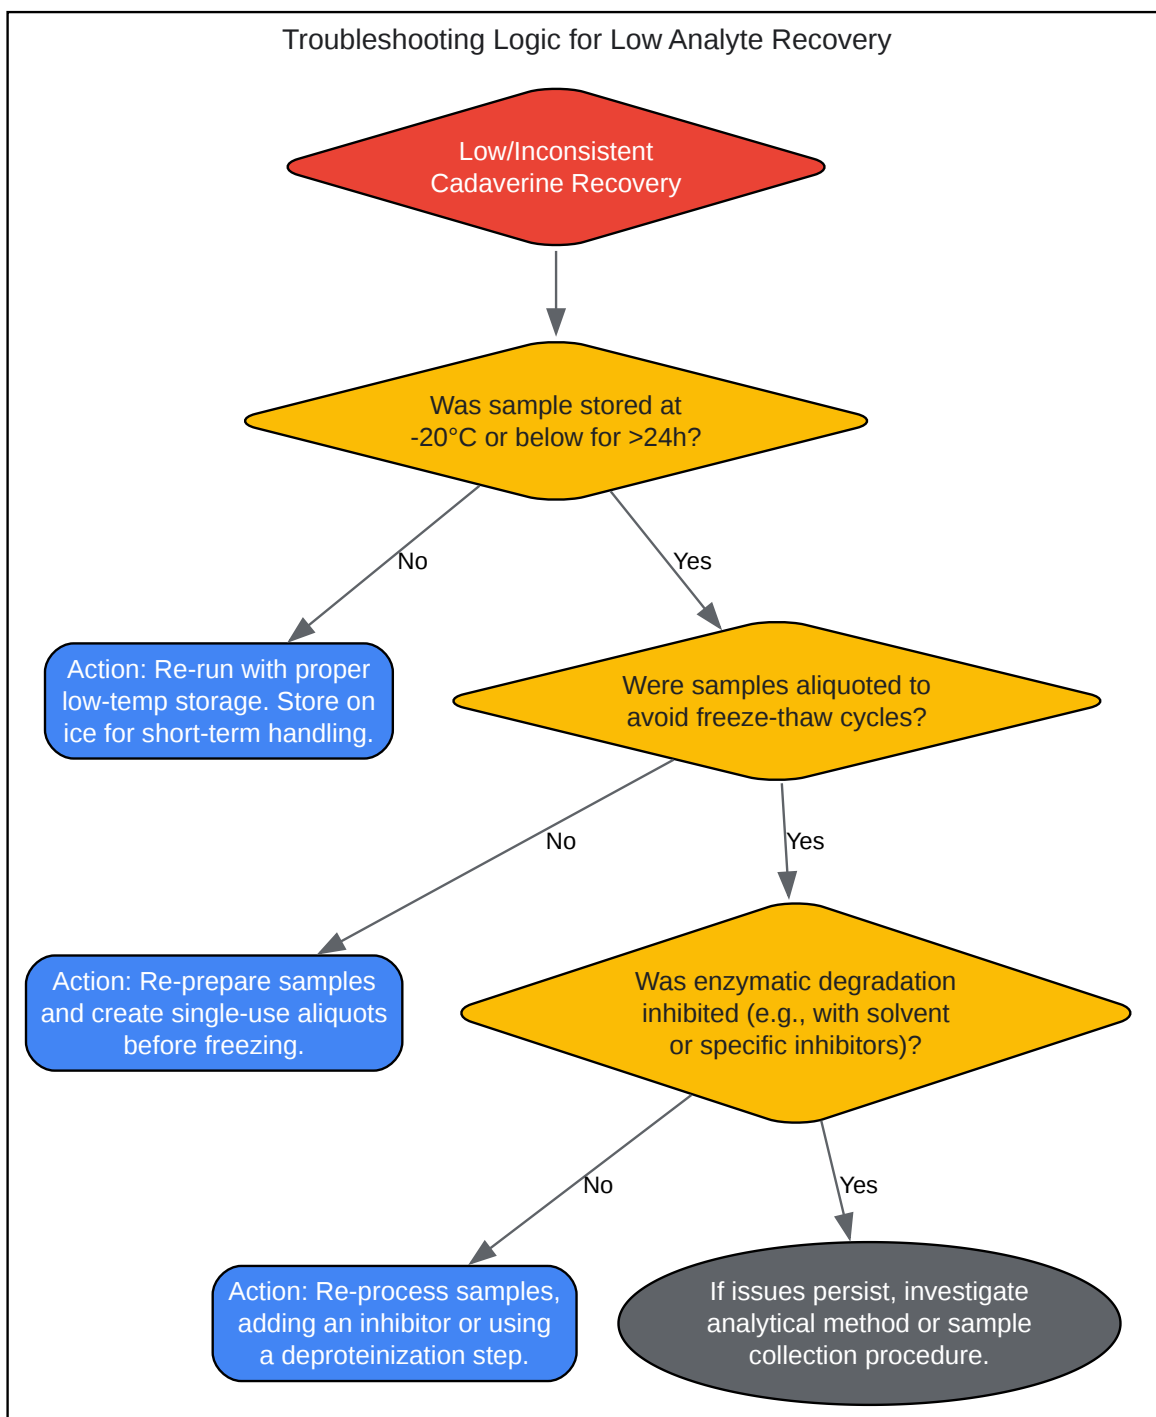 Troubleshooting Logic for Low Analyte Recovery
Low/Inconsistent
Cadaverine Recovery
Was sample stored at
-20°C or below for >24h?
No
Yes
Action: Re-run with proper
low-temp storage. Store on
ice for short-term handling.
Were samples aliquoted to
avoid freeze-thaw cycles?
No
Yes
Action: Re-prepare samples
and create single-use aliquots
before freezing.
Was enzymatic degradation
inhibited (e.g., with solvent
or specific inhibitors)?
No
Yes
Action: Re-process samples,
adding an inhibitor or using
a deproteinization step.
If issues persist, investigate
analytical method or sample
collection procedure.